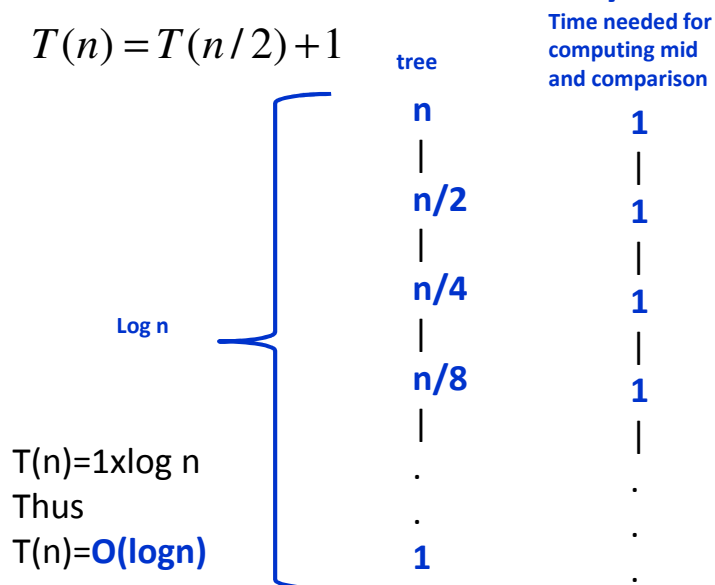 T(n) = T(n/2) + 1
tree
Time needed for
computing mid
and comparison
n
1
|
|
n/2
1
|
|
n/4
1
|
|
Log n
n/8
1
|
|
T(n)=1xlog n
.
.
Thus
.
.
T(n)=O(logn)
1
.